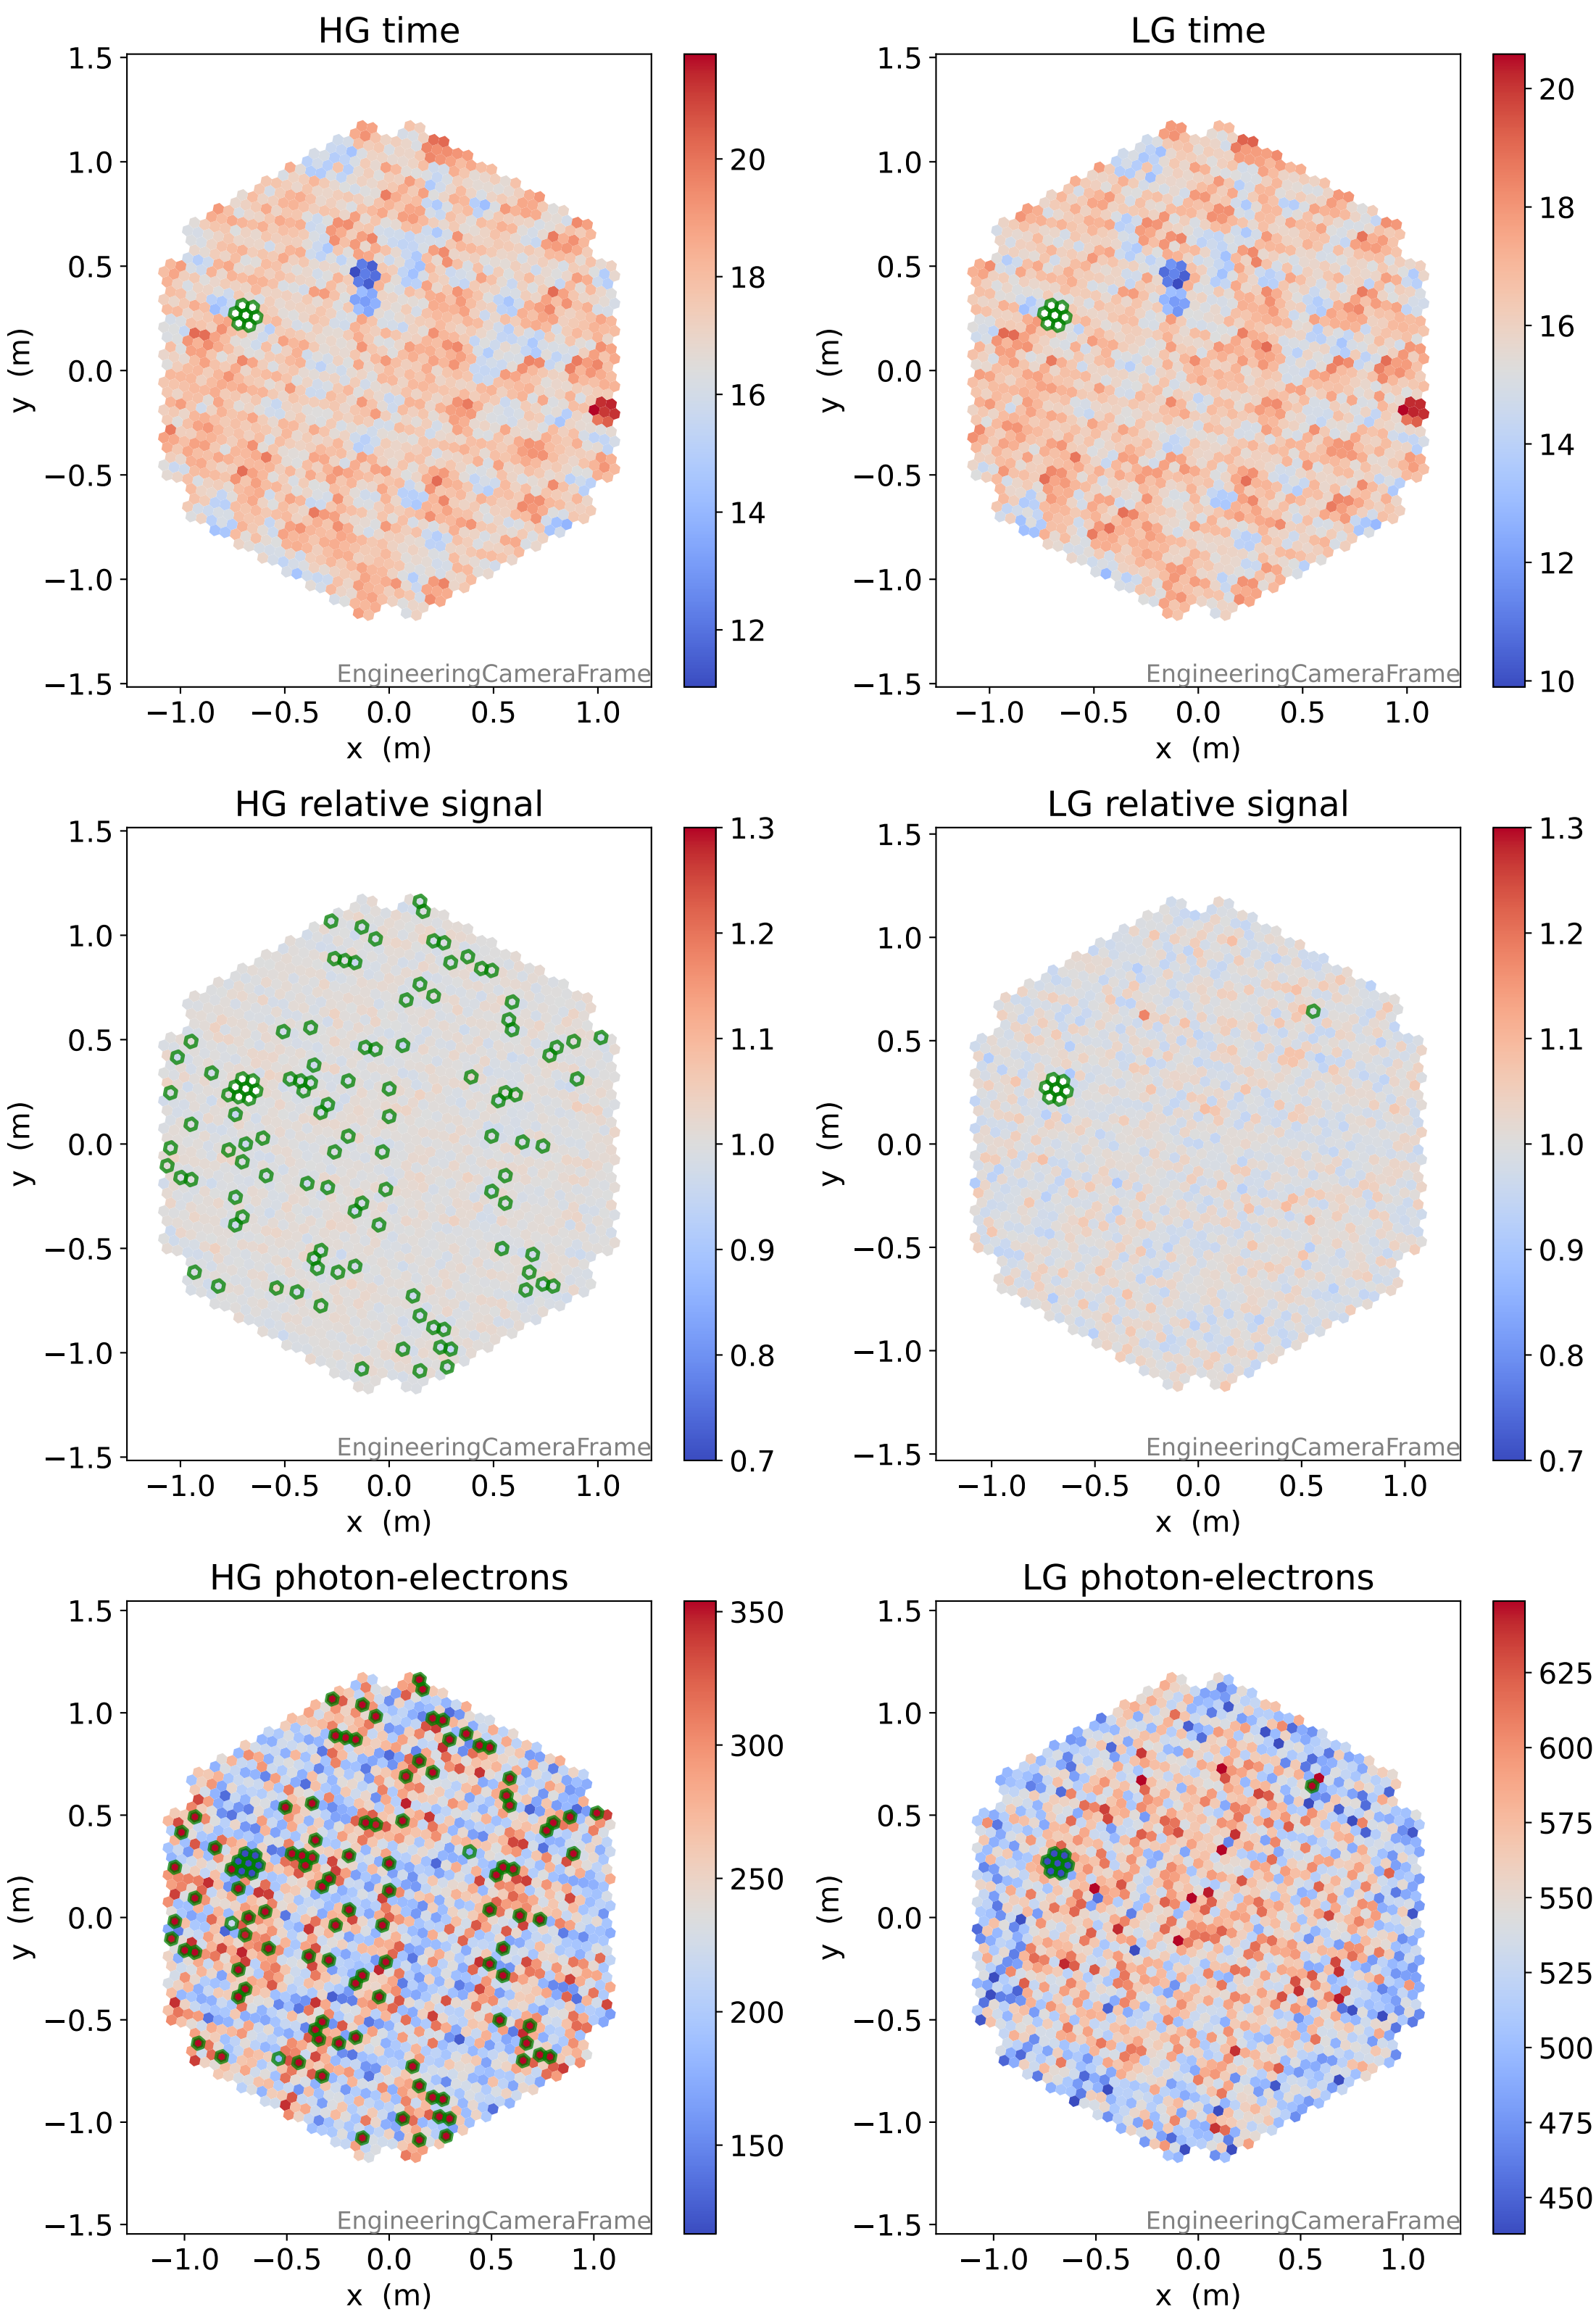 HG time
1.5
1.0
0.5
0.0
−0.5
−1.0
−1.5
y (m)
−1.0 −0.5 0.0 0.5 1.0
x (m)
EngineeringCameraFrame
20
18
16
14
12
LG time
1.5
1.0
0.5
0.0
−0.5
−1.0
−1.5
y (m)
−1.0 −0.5 0.0 0.5 1.0
x (m)
EngineeringCameraFrame
20
18
16
14
12
10
HG relative signal
1.5
1.0
0.5
0.0
−0.5
−1.0
−1.5
y (m)
−1.0 −0.5 0.0 0.5 1.0
x (m)
EngineeringCameraFrame
1.3
1.2
1.1
1.0
0.9
0.8
0.7
LG relative signal
1.5
1.0
0.5
0.0
−0.5
−1.0
−1.5
y (m)
−1.0 −0.5 0.0 0.5 1.0
x (m)
EngineeringCameraFrame
1.3
1.2
1.1
1.0
0.9
0.8
0.7
HG photon-electrons
1.5
1.0
0.5
0.0
−0.5
−1.0
−1.5
y (m)
−1.0 −0.5 0.0 0.5 1.0
x (m)
EngineeringCameraFrame
350
300
250
200
150
LG photon-electrons
1.5
1.0
0.5
0.0
−0.5
−1.0
−1.5
y (m)
−1.0 −0.5 0.0 0.5 1.0
x (m)
EngineeringCameraFrame
625
600
575
550
525
500
475
450